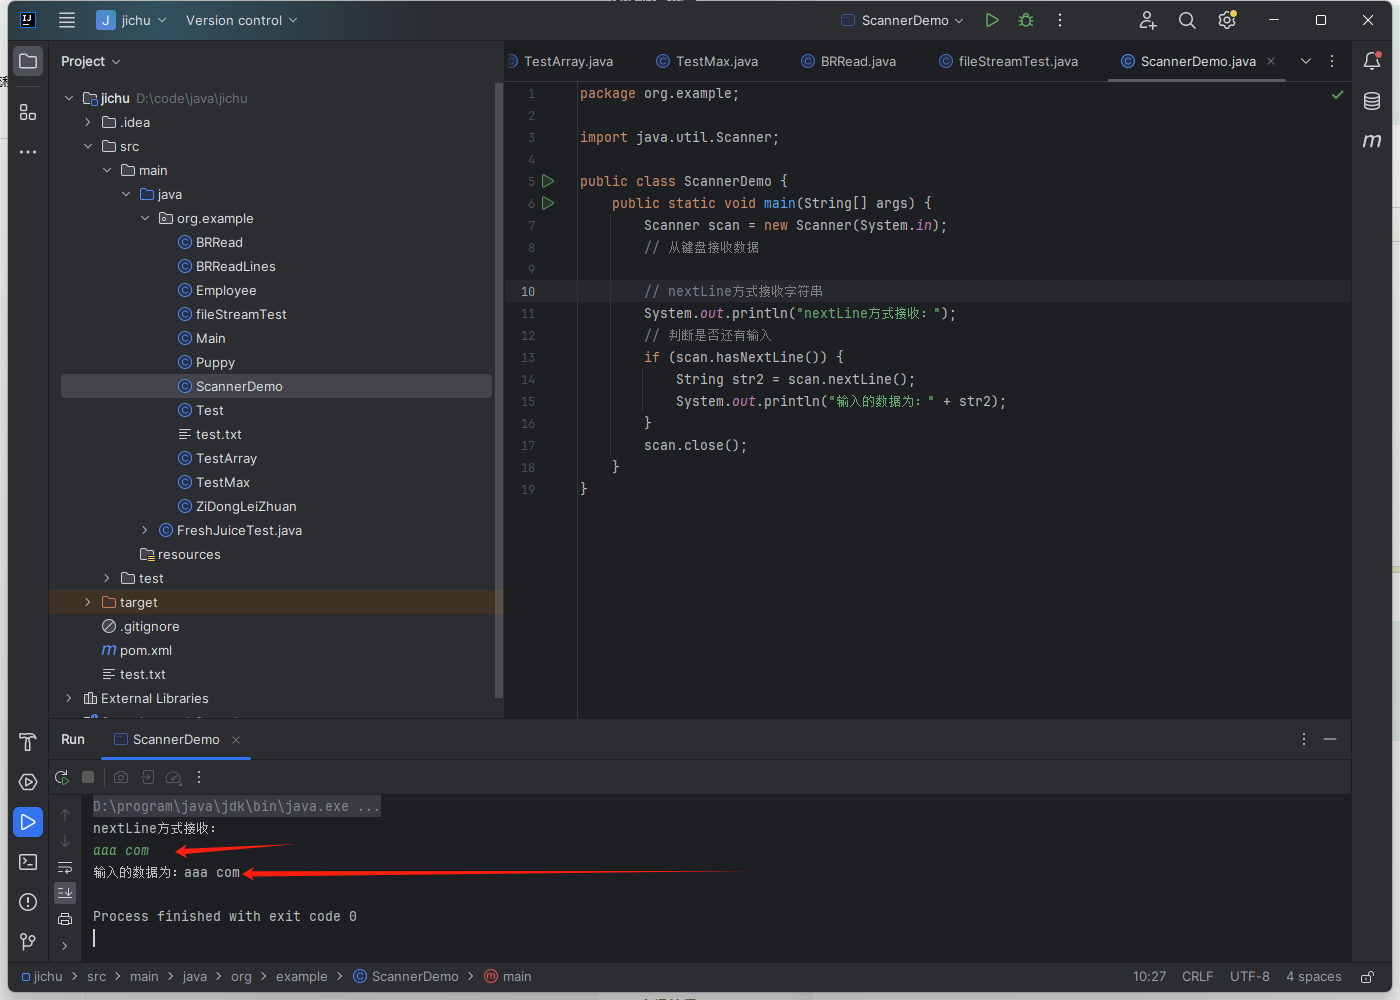 J jichu
Version control
ScannerDemo
Project
TestArray.java
TestMax.java
BRRead.java
fileStreamTest.java
ScannerDemo.java
jichu D:\code\java\jichu
.idea
src
main
java
org.example
BRRead
BRReadLines
Employee
fileStreamTest
Main
Puppy
ScannerDemo
Test
test.txt
TestArray
TestMax
ZiDongLeiZhuan
FreshJuiceTest.java
resources
test
target
.gitignore
pom.xml
test.txt
External Libraries
1 package org.example;
2
3 import java.util.Scanner;
4
5 public class ScannerDemo {
6 public static void main(String[] args) {
7 Scanner scan = new Scanner(System.in);
8 // 从键盘接收数据
9
10 // nextLine方式接收字符串
11 System.out.println("nextLine方式接收：");
12 // 判断是否还有输入
13 if (scan.hasNextLine()) {
14 String str2 = scan.nextLine();
15 System.out.println("输入的数据为：" + str2);
16 }
17 scan.close();
18 }
19 }
Run
ScannerDemo
D:\program\java\jdk\bin\java.exe ...
nextLine方式接收：
aaa com
输入的数据为：aaa com
Process finished with exit code 0
jichu > src > main > java > org > example > ScannerDemo > main
10:27
CRLF
UTF-8
4 spaces